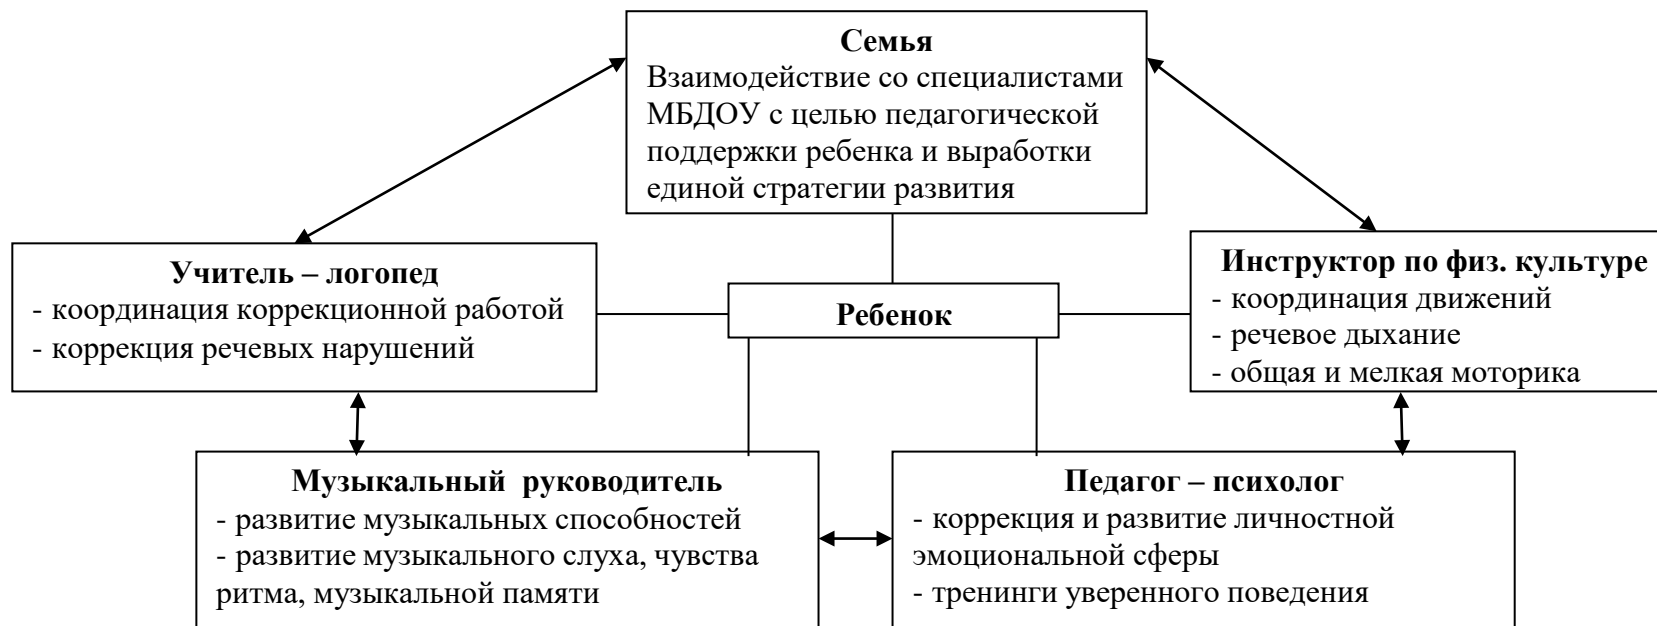 Семья
Взаимодействие со специалистами
МБДОУ с целью педагогической
поддержки ребенка и выработки
единой стратегии развития
Учитель – логопед
- координация коррекционной работой
- коррекция речевых нарушений
Ребенок
Инструктор по физ. культуре
- координация движений
- речевое дыхание
- общая и мелкая моторика
Музыкальный руководитель
- развитие музыкальных способностей
- развитие музыкального слуха, чувства
ритма, музыкальной памяти
Педагог – психолог
- коррекция и развитие личностной
эмоциональной сферы
- тренинги уверенного поведения